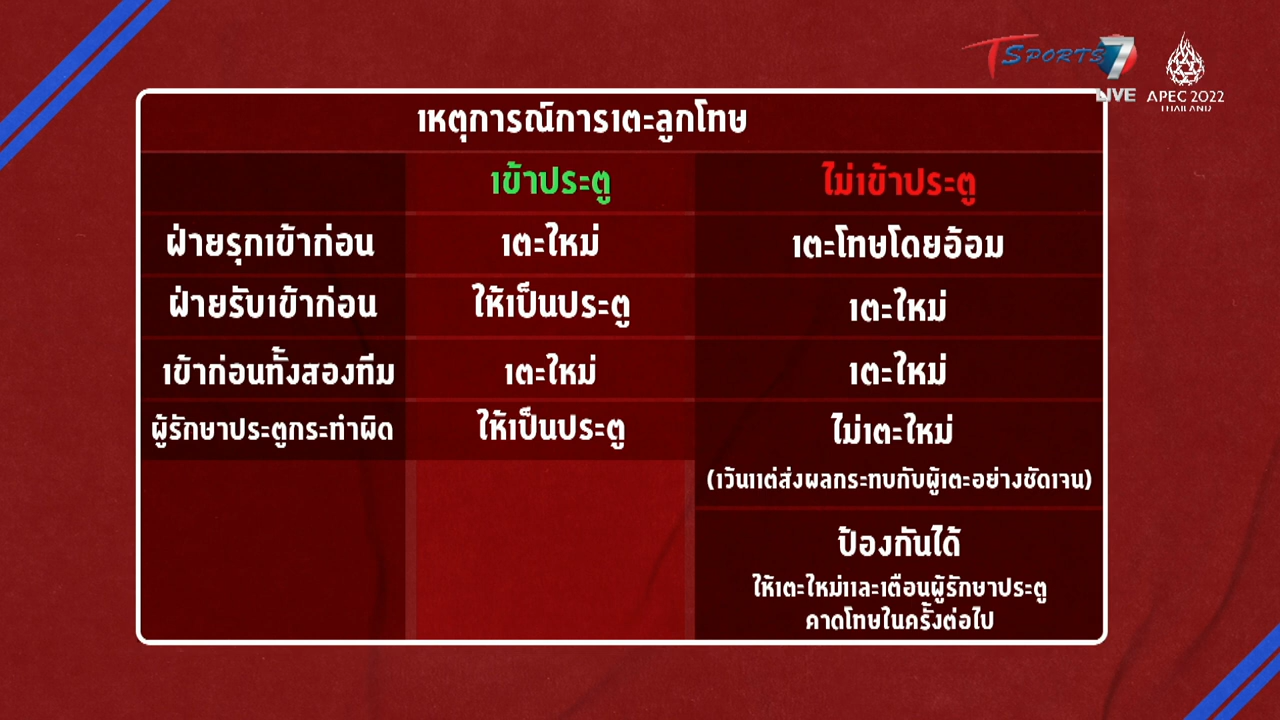 TSPORTS 7
LIVE
APEC 2022
THAILAND
เหตุการณ์การเตะลูกโทษ
เข้าประตู ไม่เข้าประตู
ฝ่ายรุกเข้าก่อน เตะใหม่ เตะโทษโดยอ้อม
ฝ่ายรับเข้าก่อน ให้เป็นประตู เตะใหม่
เข้าก่อนทั้งสองทีม เตะใหม่ เตะใหม่
ผู้รักษาประตูกระทำผิด ให้เป็นประตู ไม่เตะใหม่
(เว้นแต่ส่งผลกระทบกับผู้เตะอย่างชัดเจน)
ป้องกันได้
ให้เตะใหม่และเตือนผู้รักษาประตู
คาดโทษในครั้งต่อไป